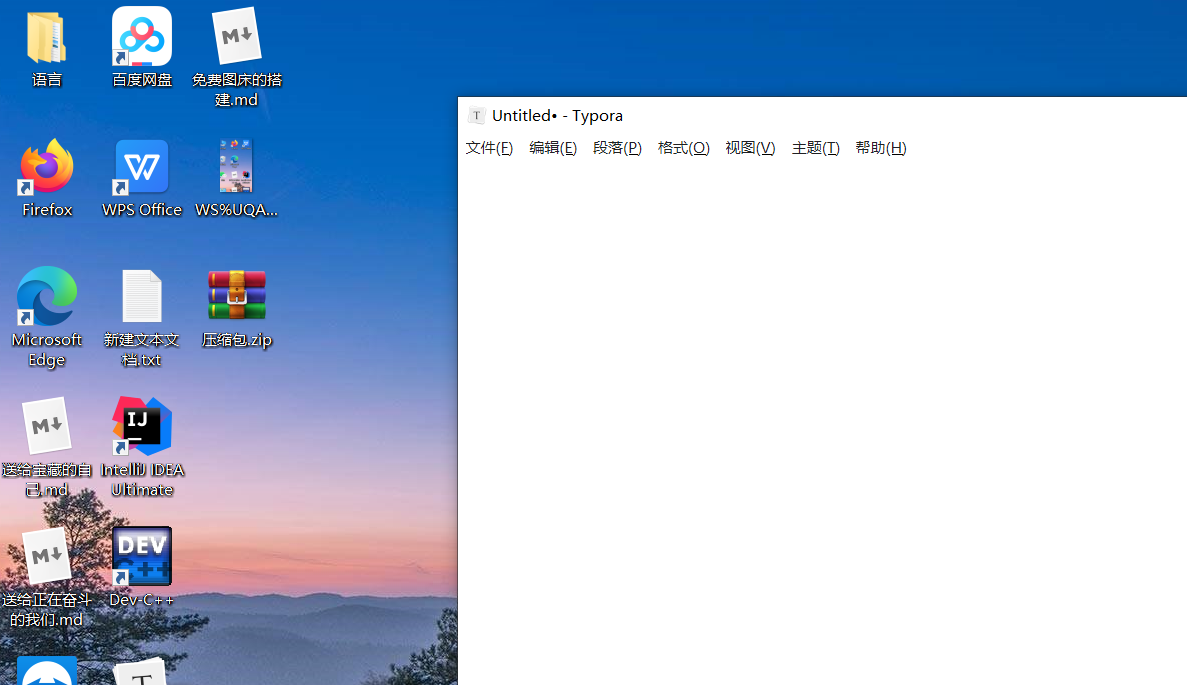 语言
百度网盘
M↓
免费图床的搭
建.md
Firefox
W
WPS Office
WS%UQA...
Microsoft
Edge
新建文本文
档.txt
压缩包.zip
M↓
送给宝藏的自
己.md
IJ
IntelliJ IDEA
Ultimate
M↓
送给正在奋斗
的我们.md
DEV
C++
Dev-C++
T
T Untitled• - Typora
文件(F) 编辑(E) 段落(P) 格式(O) 视图(V) 主题(T) 帮助(H)